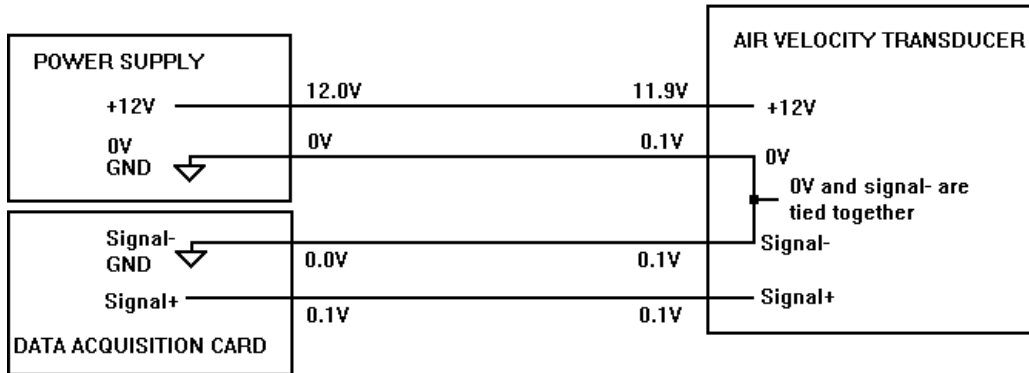 POWER SUPPLY
+12V
0V
GND
12.0V
11.9V
0V
0.1V
AIR VELOCITY TRANSDUCER
+12V
0V
0V and signal- are
tied together
Signal-
Signal+
Signal-
GND
Signal+
0.0V
0.1V
0.1V
0.1V
DATA ACQUISITION CARD